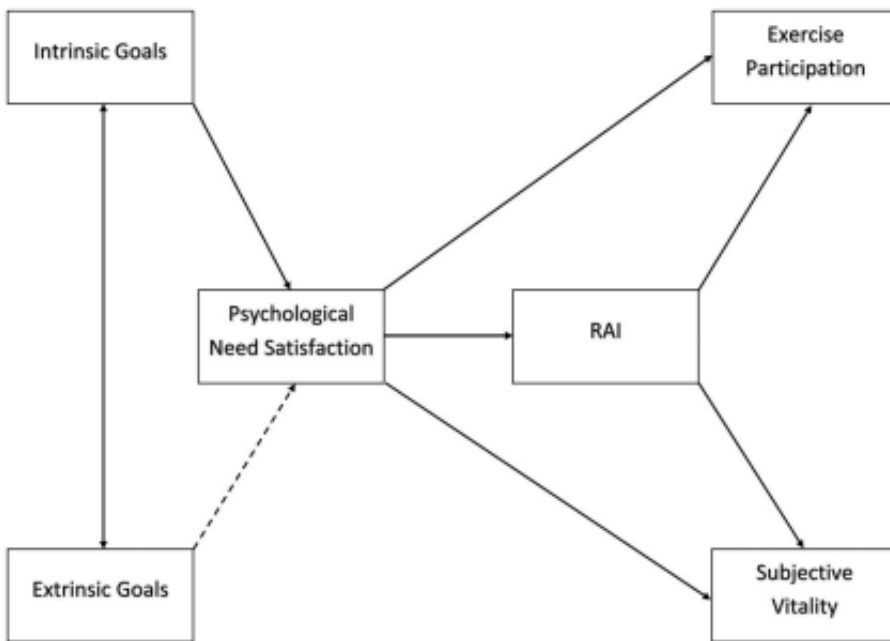 Intrinsic Goals
Exercise
Participation
Psychological
Need Satisfaction
RAI
Extrinsic Goals
Subjective
Vitality